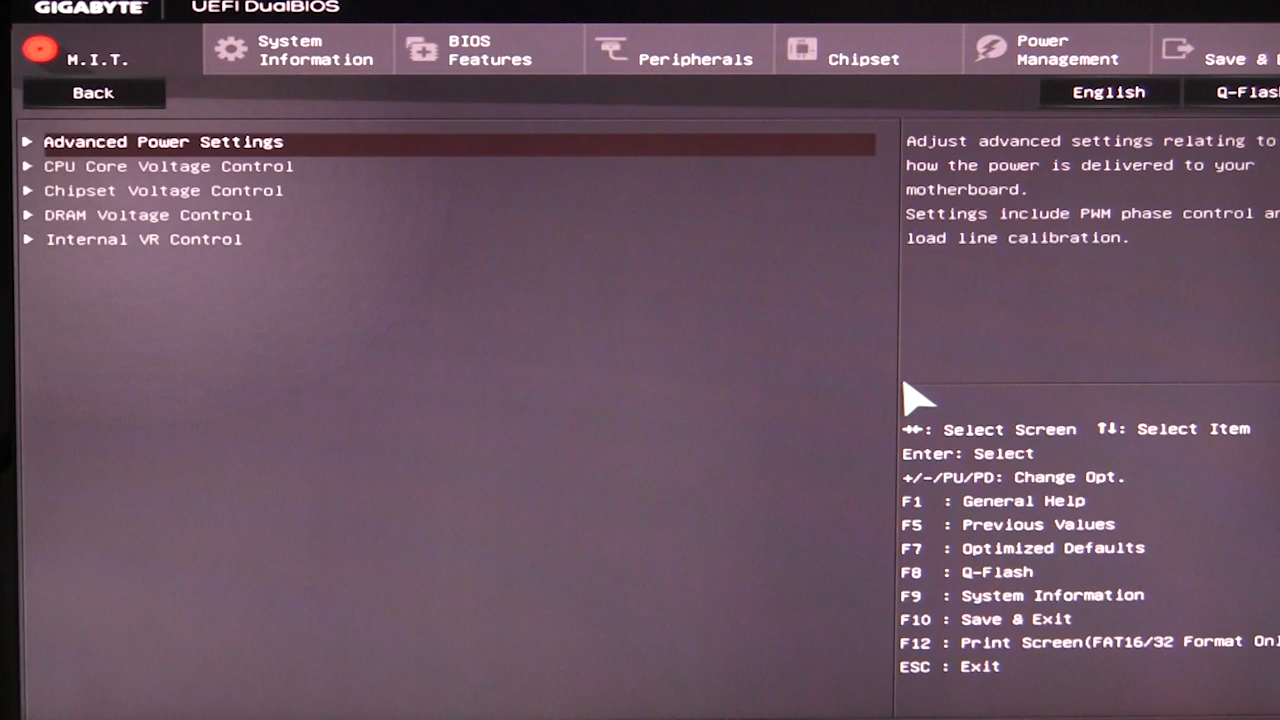 GIGABYTE UEFI DualBIOS
M.I.T.
System Information
BIOS Features
Peripherals
Chipset
Power Management
Save &
Back
English
Advanced Power Settings
CPU Core Voltage Control
Chipset Voltage Control
DRAM Voltage Control
Internal VR Control
Adjust advanced settings relating to
how the power is delivered to your
motherboard.
Settings include PWM phase control
load line calibration.
: Select Screen ↑↓: Select Item
Enter: Select
+/-/PU/PD: Change Opt.
F1 : General Help
F5 : Previous Values
F7 : Optimized Defaults
F8 : Q-Flash
F9 : System Information
F10 : Save & Exit
F12 : Print Screen(FAT16/32 Format
ESC : Exit